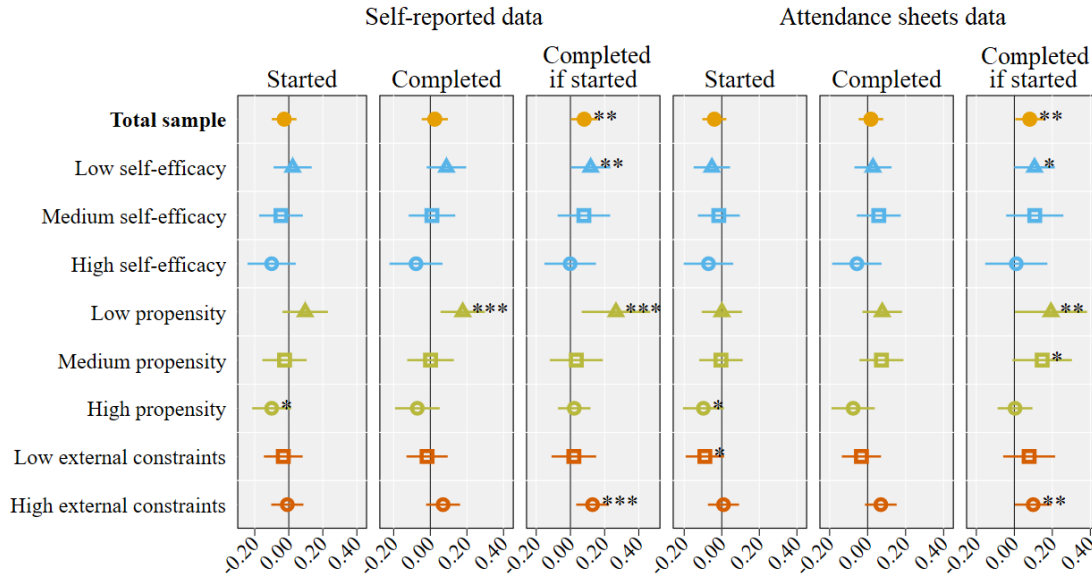 Self-reported data Attendance sheets data
Completed Completed
Started Completed if started Started Completed if started
Total sample ** **
Low self-efficacy ** *
Medium self-efficacy
High self-efficacy
Low propensity *** *** **
Medium propensity *
High propensity * *
Low external constraints *
High external constraints *** **
-0.20 0.00 0.20 0.40 -0.20 0.00 0.20 0.40 -0.20 0.00 0.20 0.40 -0.20 0.00 0.20 0.40 -0.20 0.00 0.20 0.40 -0.20 0.00 0.20 0.40